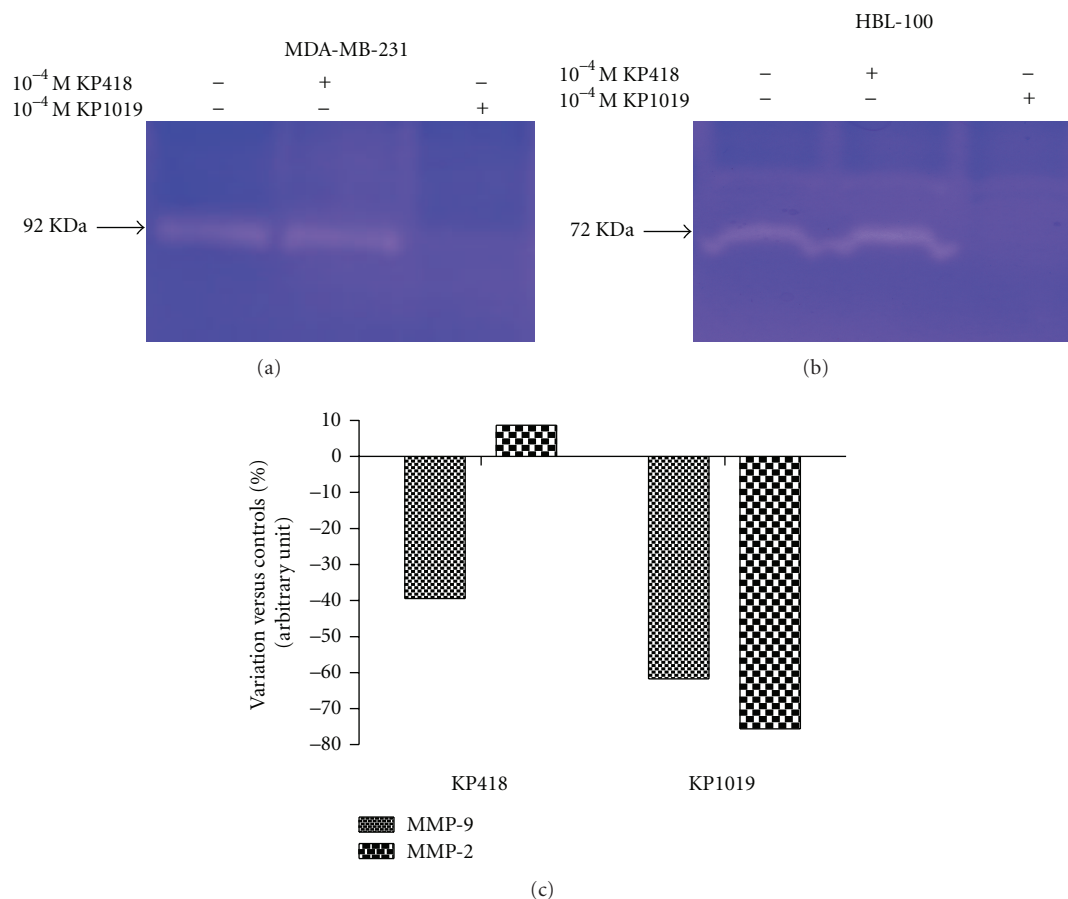 MDA-MB-231
10⁻⁴ M KP418 − + −
10⁻⁴ M KP1019 − − +
92 KDa
(a)
HBL-100
10⁻⁴ M KP418 − + −
10⁻⁴ M KP1019 − − +
72 KDa
(b)
Variation versus controls (%)
(arbitrary unit)
10
0
−10
−20
−30
−40
−50
−60
−70
−80
KP418 KP1019
MMP-9
MMP-2
(c)